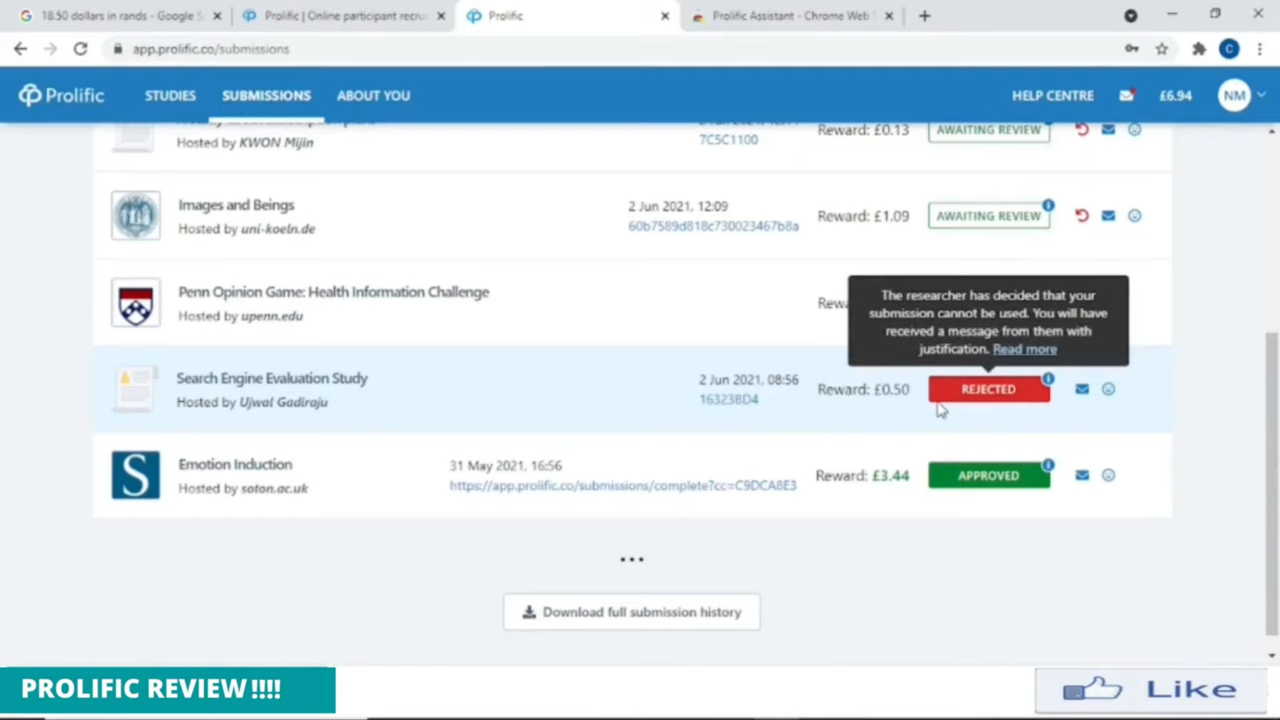 18.50 dollars in rands - Google S
Prolific | Online participant recru
Prolific
Prolific Assistant - Chrome Web S
app.prolific.co/submissions
C
Prolific
STUDIES
SUBMISSIONS
ABOUT YOU
HELP CENTRE
£6.94
NM
Hosted by KWON Mijin
7C5C1100
Reward: £0.13
AWAITING REVIEW
Images and Beings
Hosted by uni-koeln.de
2 Jun 2021, 12:09
60b7589d818c730023467b8a
Reward: £1.09
AWAITING REVIEW
Penn Opinion Game: Health Information Challenge
Hosted by upenn.edu
Rewa
The researcher has decided that your
submission cannot be used. You will have
received a message from them with
justification. Read more
Search Engine Evaluation Study
Hosted by Ujwal Gadiraju
2 Jun 2021, 08:56
16323BD4
Reward: £0.50
REJECTED
Emotion Induction
Hosted by soton.ac.uk
S
31 May 2021, 16:56
https://app.prolific.co/submissions/complete?cc=C9DCA8E3
Reward: £3.44
APPROVED
Download full submission history
PROLIFIC REVIEW!!!!
Like